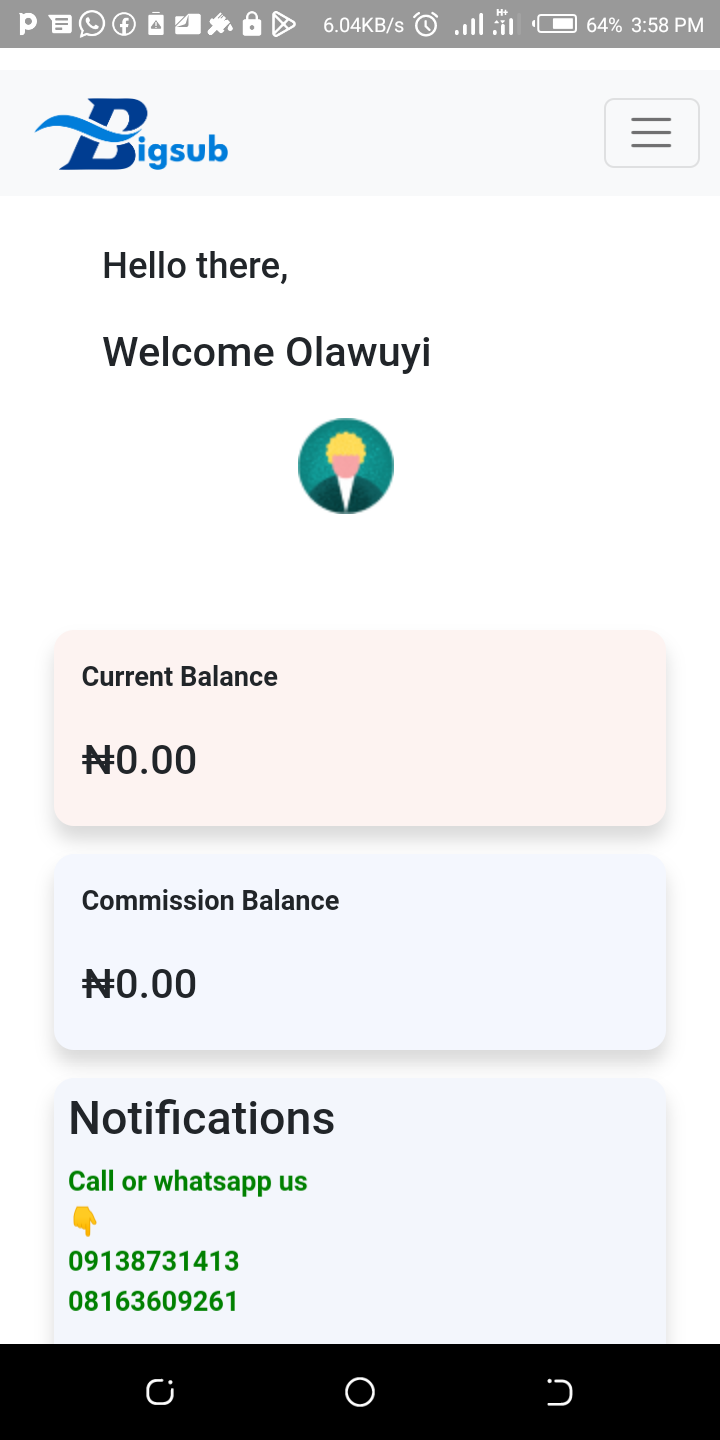 6.04KB/s H+ 64% 3:58 PM
Bigsub
Hello there,
Welcome Olawuyi
Current Balance
₦0.00
Commission Balance
₦0.00
Notifications
Call or whatsapp us
👇
09138731413
08163609261